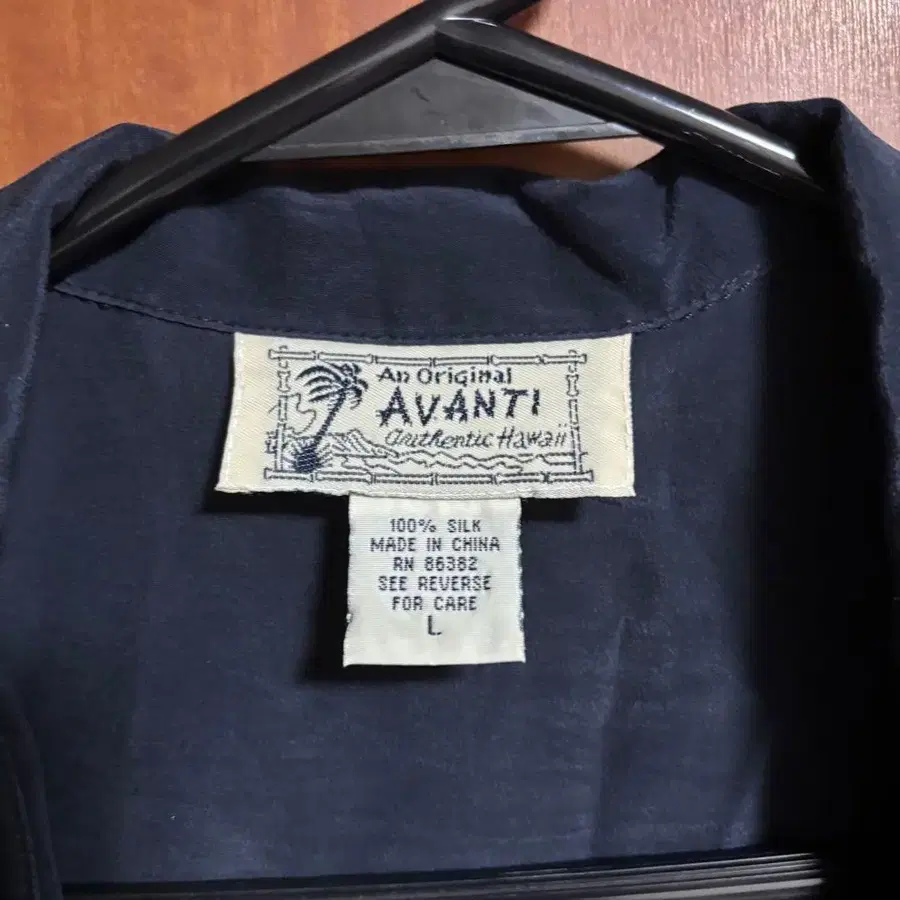 An Original
AVANTI
authentic Hawaii
100% SILK
MADE IN CHINA
RN 86382
SEE REVERSE
FOR CARE
L